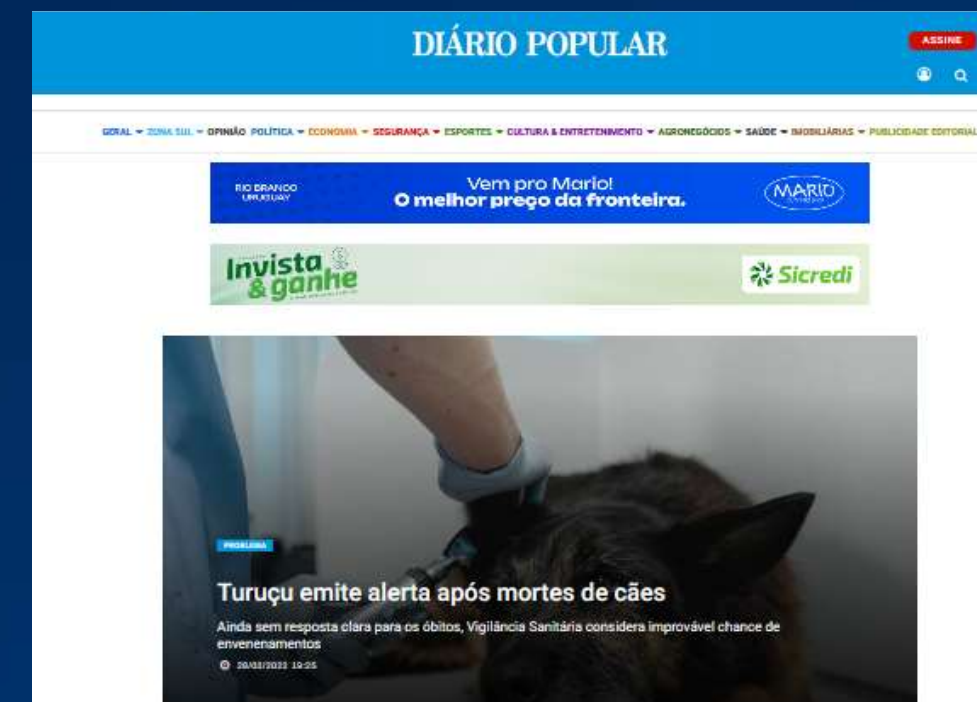 DIÁRIO POPULAR
ASSINE
GERAL ZONA SUL OPINIÃO POLÍTICA ECONOMIA SEGURANÇA ESPORTES CULTURA & ENTRETENIMENTO AGRONEGÓCIOS SAÚDE IMOBILIÁRIAS PUBLICIDADE EDITORIAL
RIO BRANCO
URUGUAY
Vem pro Mario!
O melhor preço da fronteira.
MARIO
Invista
& ganhe
Sicredi
PROBLEMA
Turuçu emite alerta após mortes de cães
Ainda sem resposta clara para os óbitos, Vigilância Sanitária considera improvável chance de
envenenamentos
19:25